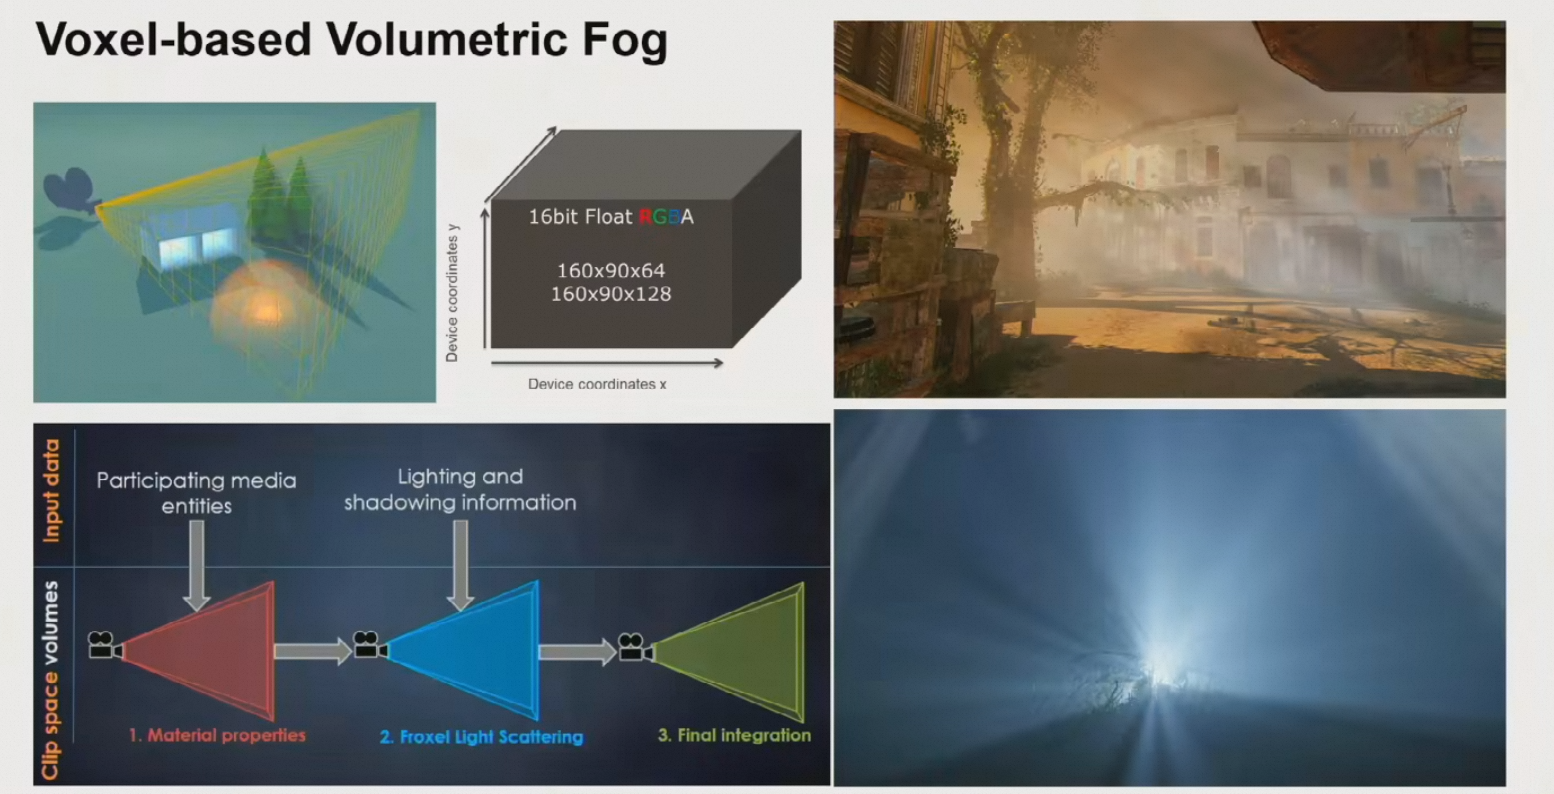 Voxel-based Volumetric Fog
16bit Float RGBA
160x90x64
160x90x128
Device coordinates y
Device coordinates x
Input data
Participating media
entities
Lighting and
shadowing information
Clip space volumes
1. Material properties
2. Froxel Light Scattering
3. Final integration